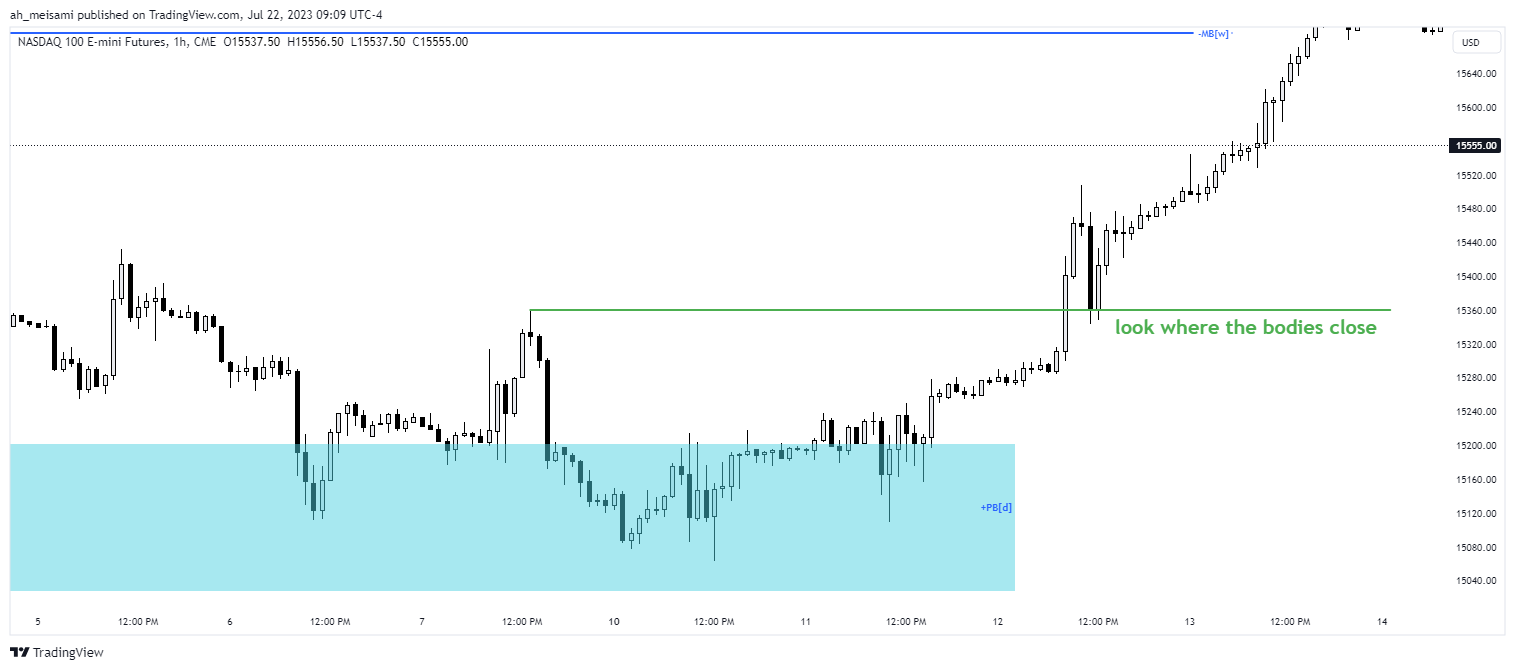 ah_meisami published on TradingView.com, Jul 22, 2023 09:09 UTC-4
-MB[w]
NASDAQ 100 E-mini Futures, 1h, CME O15537.50 H15556.50 L15537.50 C15555.00
USD
15640.00
15600.00
15555.00
15520.00
15480.00
15440.00
15400.00
15360.00
look where the bodies close
15320.00
15280.00
15240.00
15200.00
15160.00
+PB[d]
15120.00
15080.00
15040.00
5 12:00 PM 6 12:00 PM 7 12:00 PM 10 12:00 PM 11 12:00 PM 12 12:00 PM 13 12:00 PM 14
TradingView